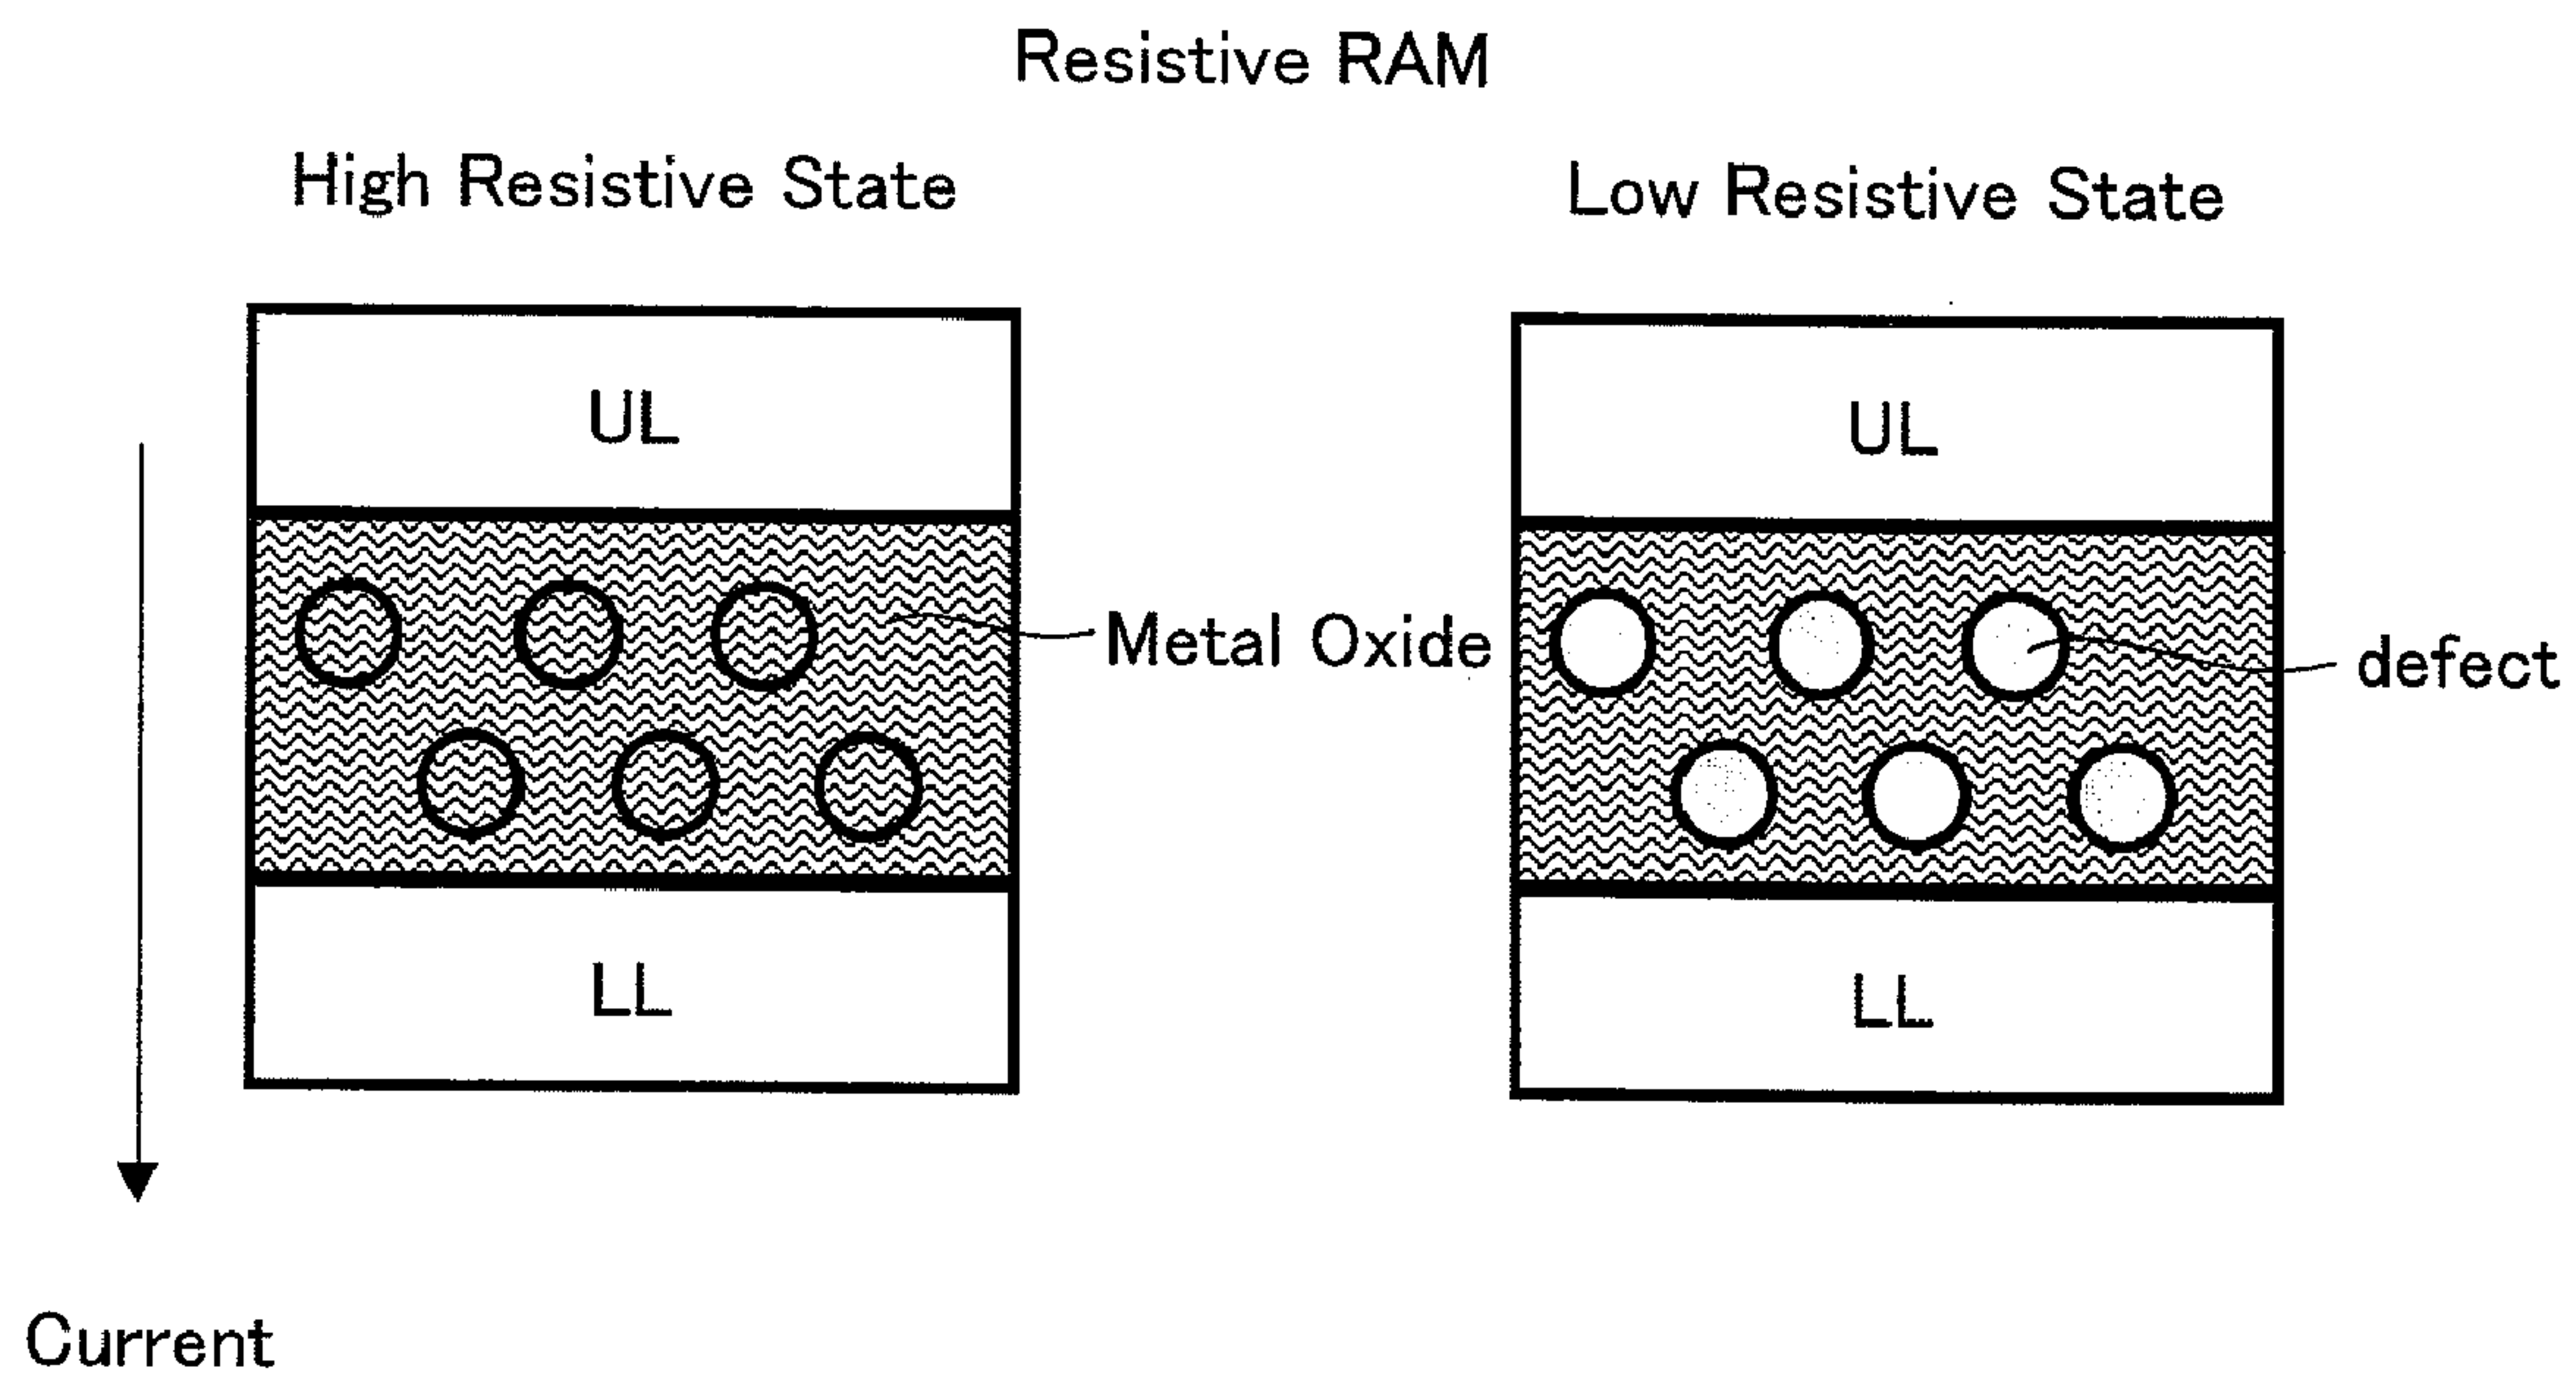 Resistive RAM
High Resistive State
Low Resistive State
UL
UL
Metal Oxide
defect
LL
LL
Current